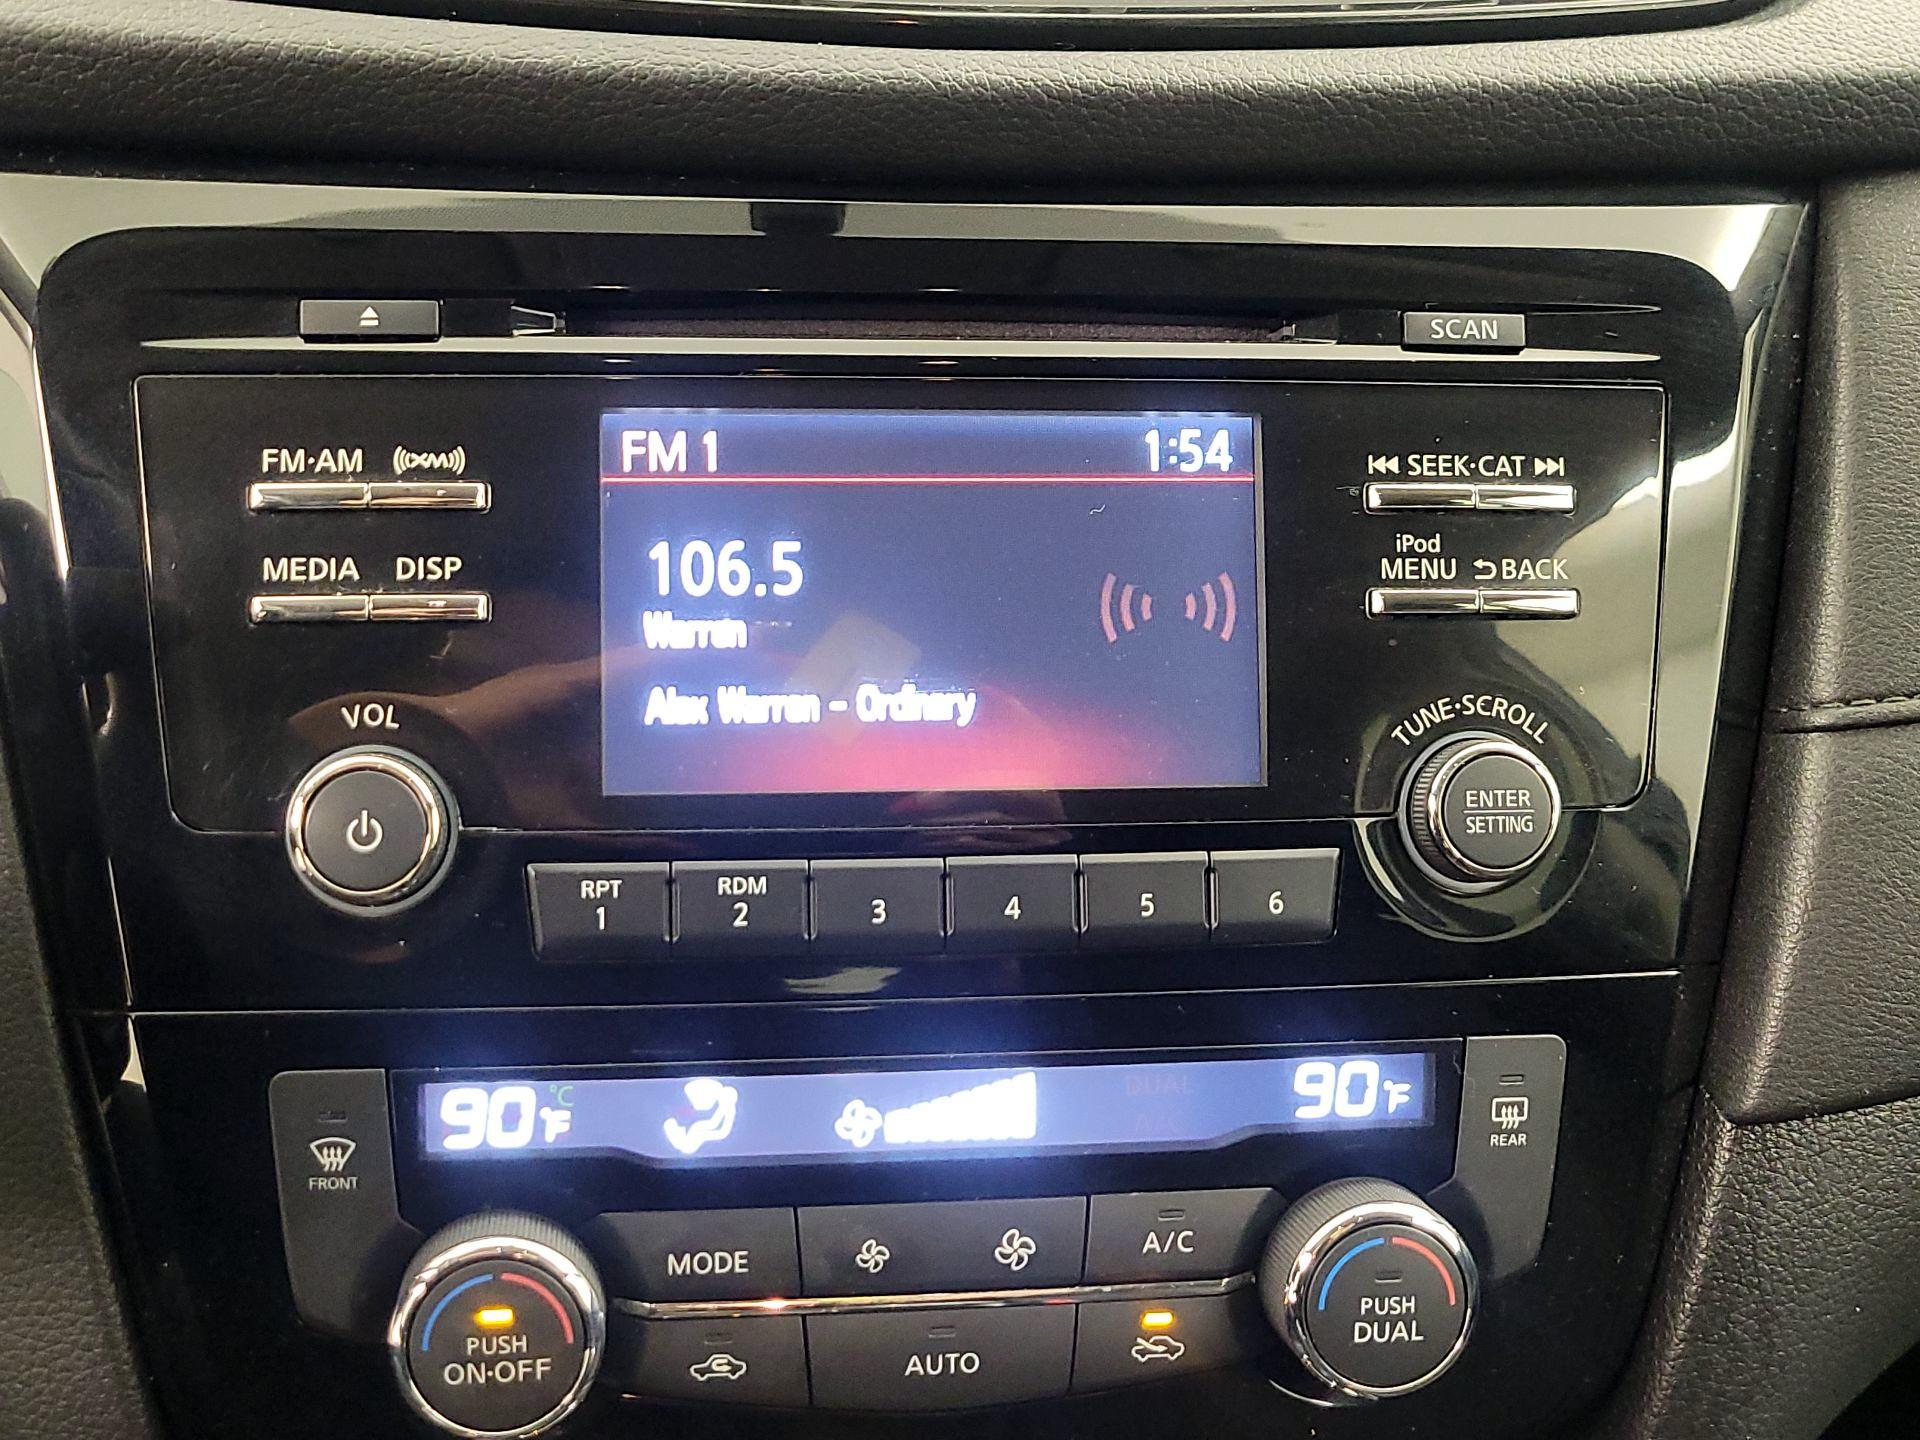 SCAN
FM·AM XM
FM 1 1:54
SEEK·CAT
106.5
iPod
MENU BACK
MEDIA DISP
Warren
Alex Warren - Ordinary
VOL
TUNE·SCROLL
ENTER
SETTING
RPT RDM
1 2 3 4 5 6
90 °C °F DUAL 90 °F
A/C
FRONT
REAR
MODE A/C
PUSH
ON·OFF
AUTO
PUSH
DUAL